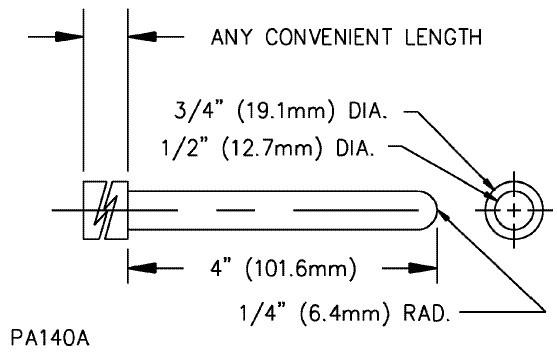 ANY CONVENIENT LENGTH
3/4" (19.1mm) DIA.
1/2" (12.7mm) DIA.
4" (101.6mm)
1/4" (6.4mm) RAD.
PA140A